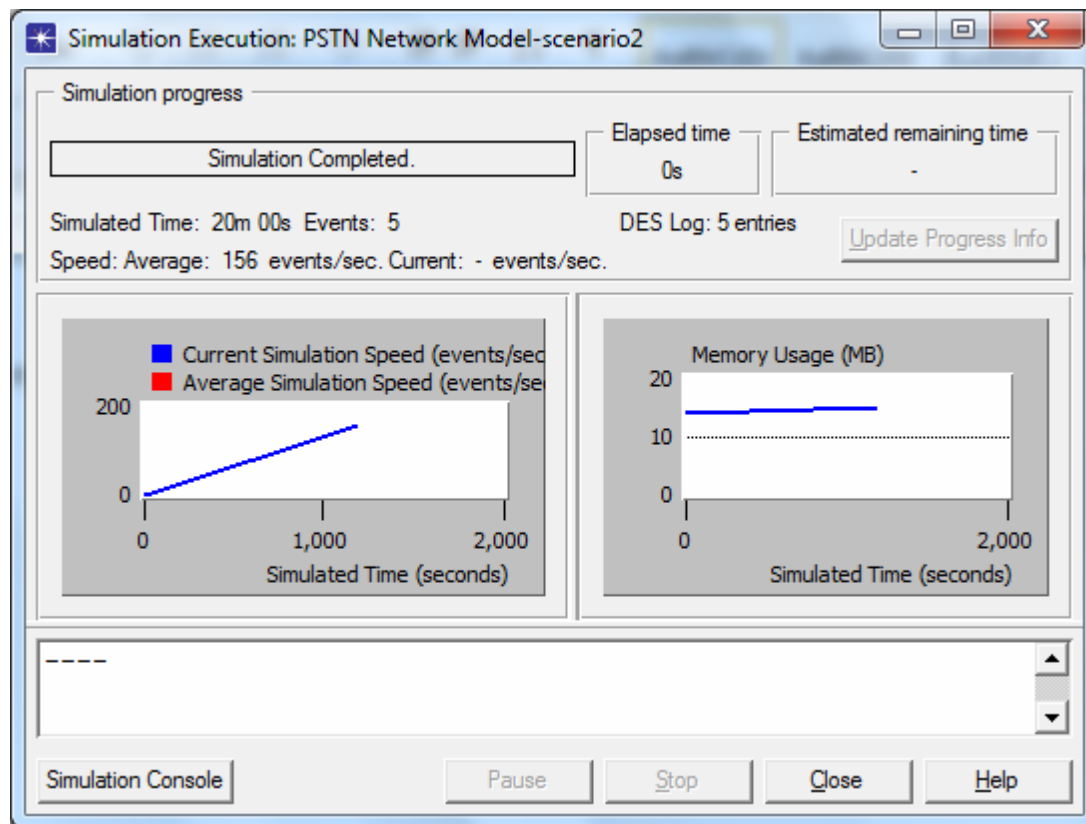 Simulation Execution: PSTN Network Model-scenario2
Simulation progress
Simulation Completed.
Elapsed time
0s
Estimated remaining time
-
Simulated Time: 20m 00s Events: 5
DES Log: 5 entries
Update Progress Info
Speed: Average: 156 events/sec. Current: - events/sec.
Current Simulation Speed (events/sec
Average Simulation Speed (events/se
200
0
0
1,000
2,000
Simulated Time (seconds)
Memory Usage (MB)
20
10
0
0
2,000
Simulated Time (seconds)
----
Simulation Console
Pause
Stop
Close
Help